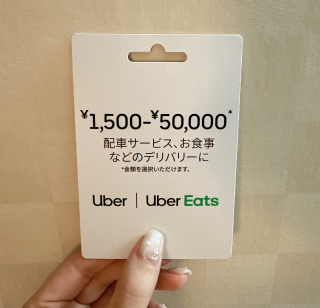 ¥1,500-¥50,000*
配車サービス、お食事
などのデリバリーに
*金額を選択いただけます。
Uber | Uber Eats